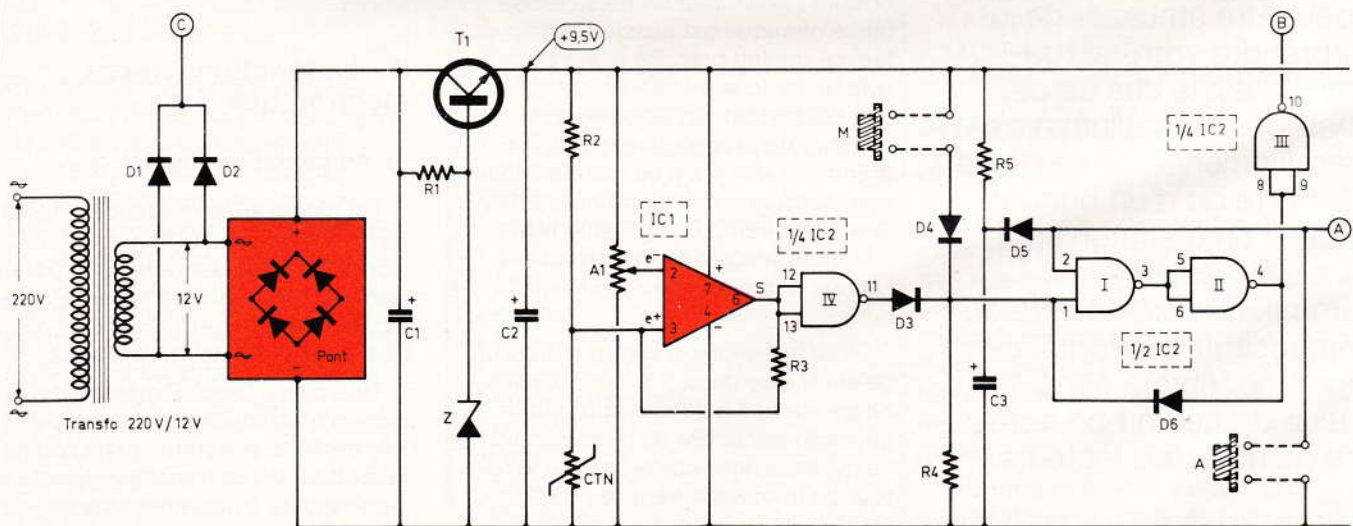 C
B
T1
+9,5V
D1
D2
R1
R2
M
R5
1/4 IC2
III
10
8
9
IC1
1/4 IC2
D4
D5
A
~
220V
12 V
~
~
+
-
Pont
Transfo 220 V / 12 V
+
C1
Z
+
C2
A1
e-
2
e+
3
7
+
6
4
-
S
12
13
IV
11
D3
R3
CTN
+
C3
R4
2
1
I
3
5
6
II
4
1/2 IC2
D6
A
~